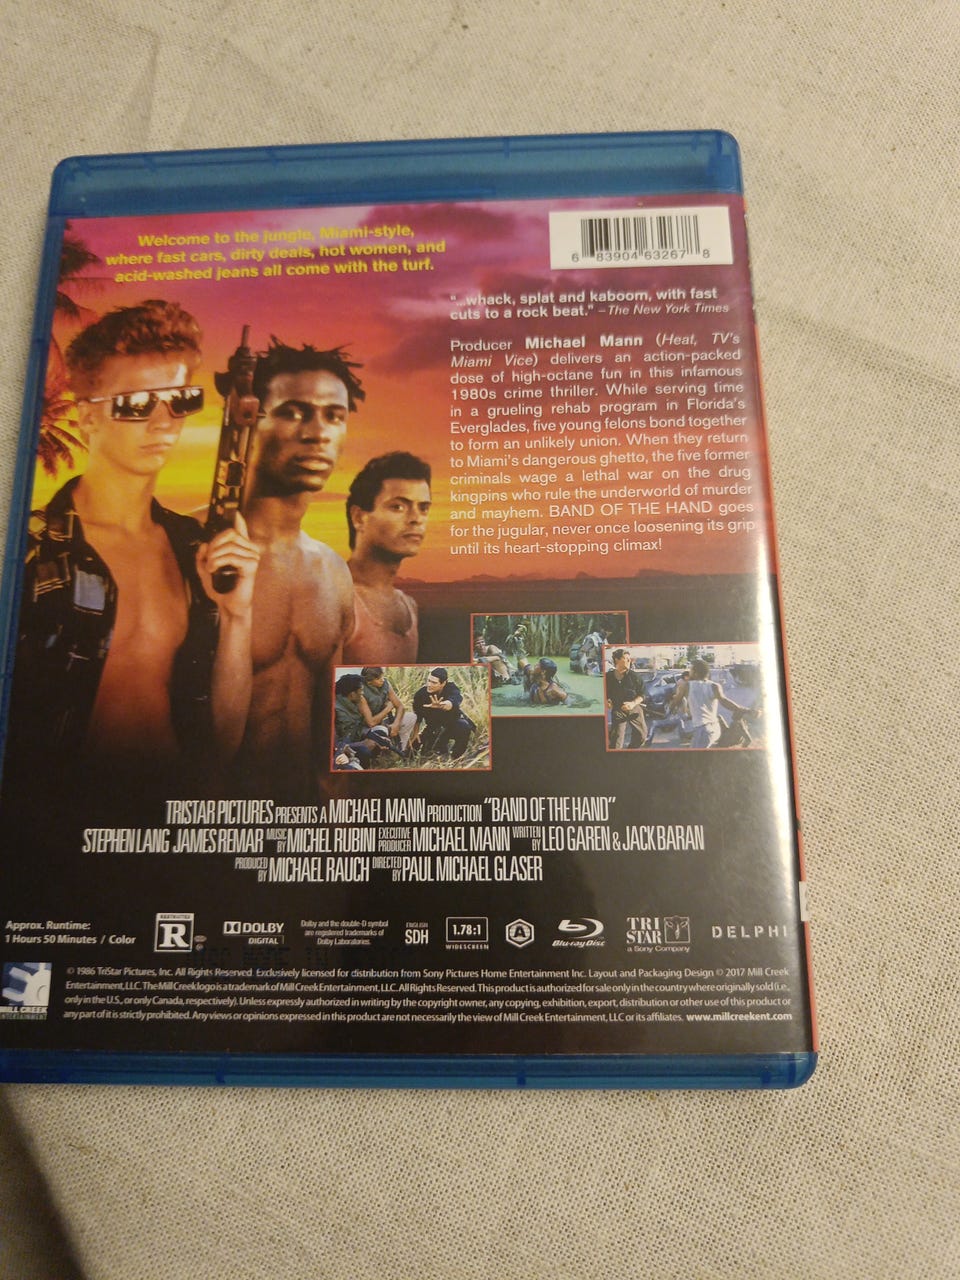 Welcome to the jungle, Miami-style,
where fast cars, dirty deals, hot women, and
acid-washed jeans all come with the turf.
6 83904 63267 8
"...whack, splat and kaboom, with fast
cuts to a rock beat." –The New York Times
Producer Michael Mann (Heat, TV's
Miami Vice) delivers an action-packed
dose of high-octane fun in this infamous
1980s crime thriller. While serving time
in a grueling rehab program in Florida's
Everglades, five young felons bond together
to form an unlikely union. When they return
to Miami's dangerous ghetto, the five former
criminals wage a lethal war on the drug
kingpins who rule the underworld of murder
and mayhem. BAND OF THE HAND goes
for the jugular, never once loosening its grip
until its heart-stopping climax!
TRISTAR PICTURES PRESENTS A MICHAEL MANN PRODUCTION "BAND OF THE HAND"
STEPHEN LANG JAMES REMAR MUSIC BY MICHEL RUBINI EXECUTIVE PRODUCER MICHAEL MANN WRITTEN BY LEO GAREN & JACK BARAN
PRODUCED BY MICHAEL RAUCH DIRECTED BY PAUL MICHAEL GLASER
Approx. Runtime:
1 Hours 50 Minutes / Color
RESTRICTED
R
DOLBY
DIGITAL
Dolby and the double-D symbol
are registered trademarks of
Dolby Laboratories.
ENGLISH
SDH
1.78:1
WIDESCREEN
A
Blu-ray Disc
TRI
STAR
a Sony Company
DELPHI
MILL CREEK
ENTERTAINMENT
© 1986 TriStar Pictures, Inc. All Rights Reserved. Exclusively licensed for distribution from Sony Pictures Home Entertainment Inc. Layout and Packaging Design © 2017 Mill Creek
Entertainment, LLC. The Mill Creek logo is a trademark of Mill Creek Entertainment, LLC. All Rights Reserved. This product is authorized for sale only in the country where originally sold (i.e.,
only in the U.S., or only Canada, respectively). Unless expressly authorized in writing by the copyright owner, any copying, exhibition, export, distribution or other use of this product or
any part of it is strictly prohibited. Any views or opinions expressed in this product are not necessarily the view of Mill Creek Entertainment, LLC or its affiliates. www.millcreekent.com